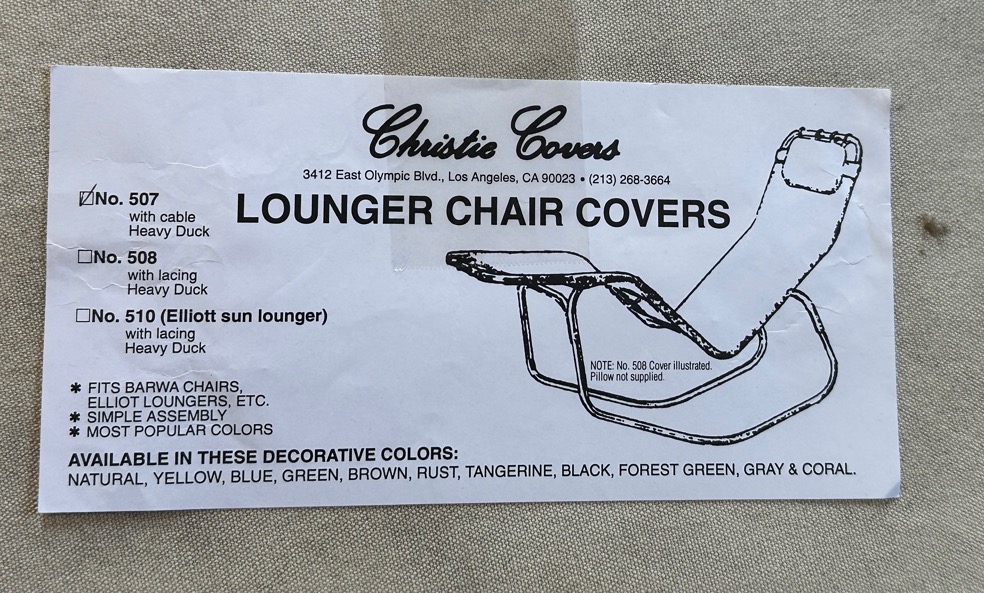 Christie Covers
3412 East Olympic Blvd., Los Angeles, CA 90023 • (213) 268-3664
LOUNGER CHAIR COVERS
☑No. 507
with cable
Heavy Duck
☐No. 508
with lacing
Heavy Duck
☐No. 510 (Elliott sun lounger)
with lacing
Heavy Duck
NOTE: No. 508 Cover illustrated.
Pillow not supplied.
✱ FITS BARWA CHAIRS,
ELLIOT LOUNGERS, ETC.
✱ SIMPLE ASSEMBLY
✱ MOST POPULAR COLORS
AVAILABLE IN THESE DECORATIVE COLORS:
NATURAL, YELLOW, BLUE, GREEN, BROWN, RUST, TANGERINE, BLACK, FOREST GREEN, GRAY & CORAL.